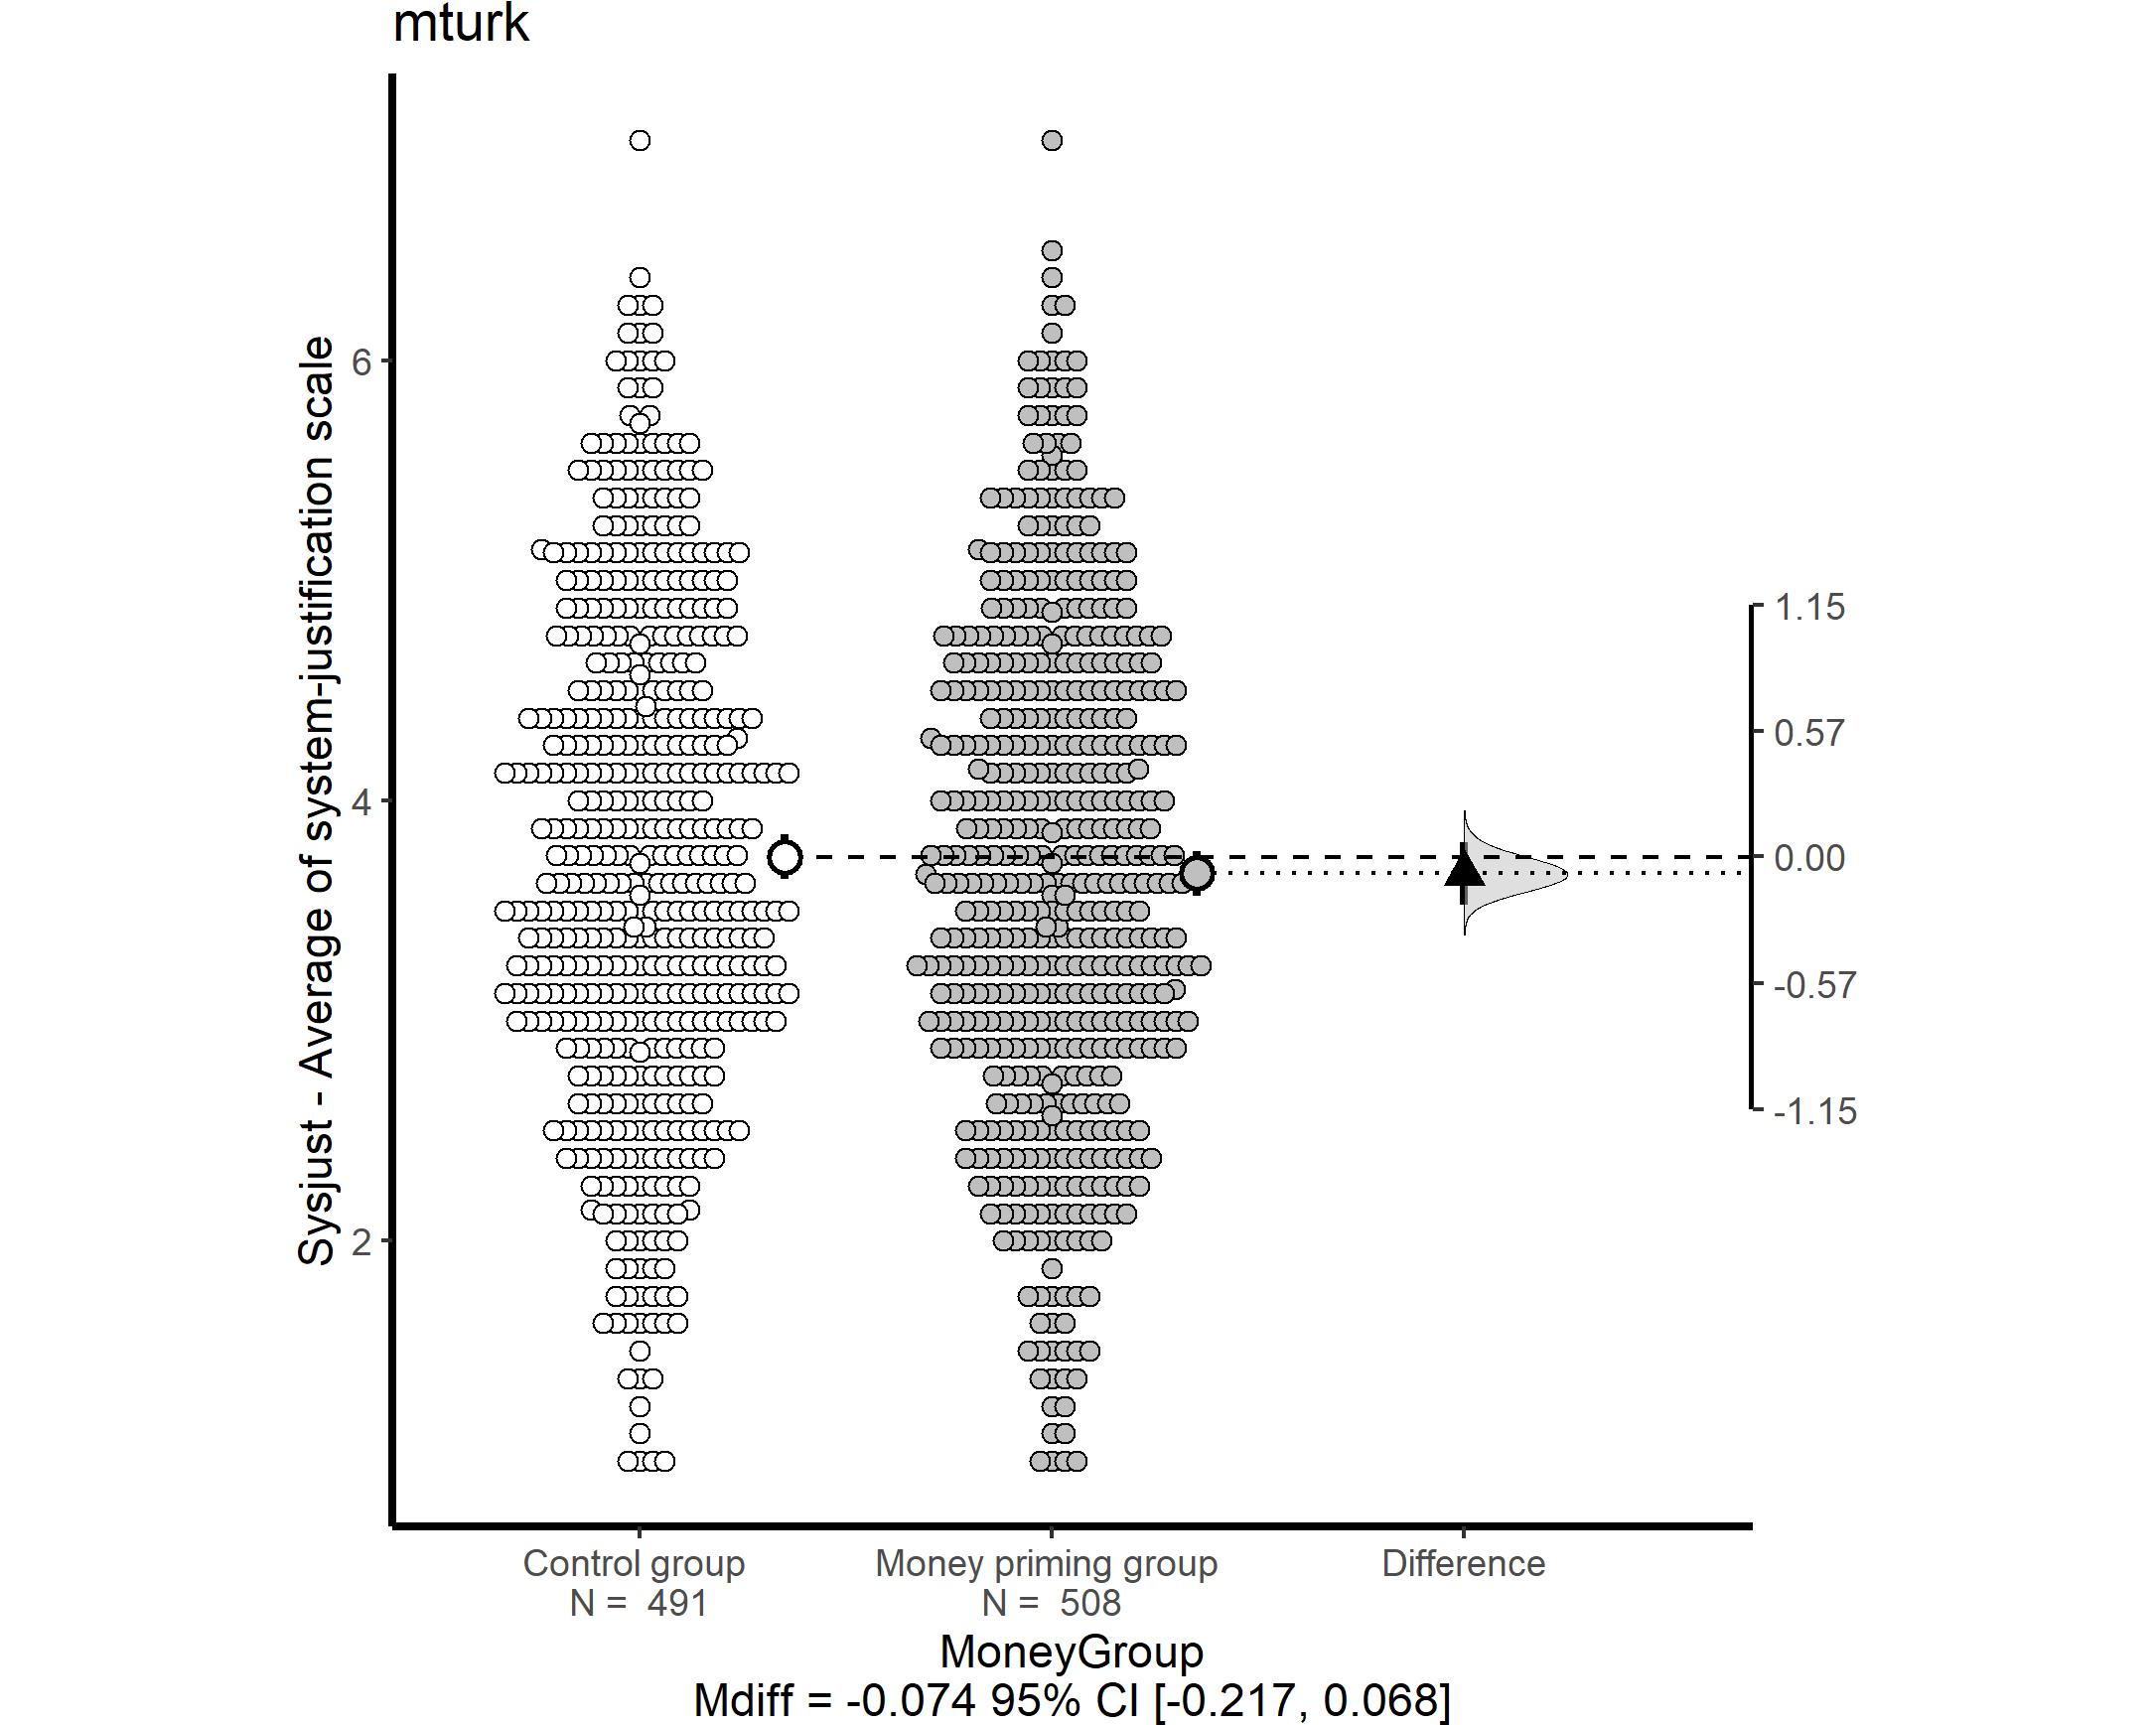 mturk
Sysjust - Average of system-justification scale
6
4
2
1.15
0.57
0.00
-0.57
-1.15
Control group
N =  491
Money priming group
N =  508
Difference
MoneyGroup
Mdiff = -0.074 95% CI [-0.217, 0.068]